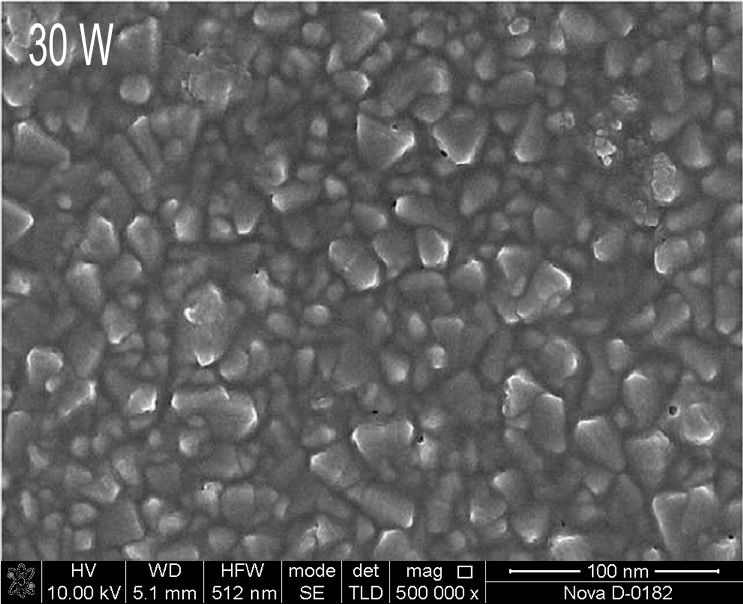 30 W
HV WD HFW mode det mag 100 nm
10.00 kV 5.1 mm 512 nm SE TLD 500 000 x Nova D-0182